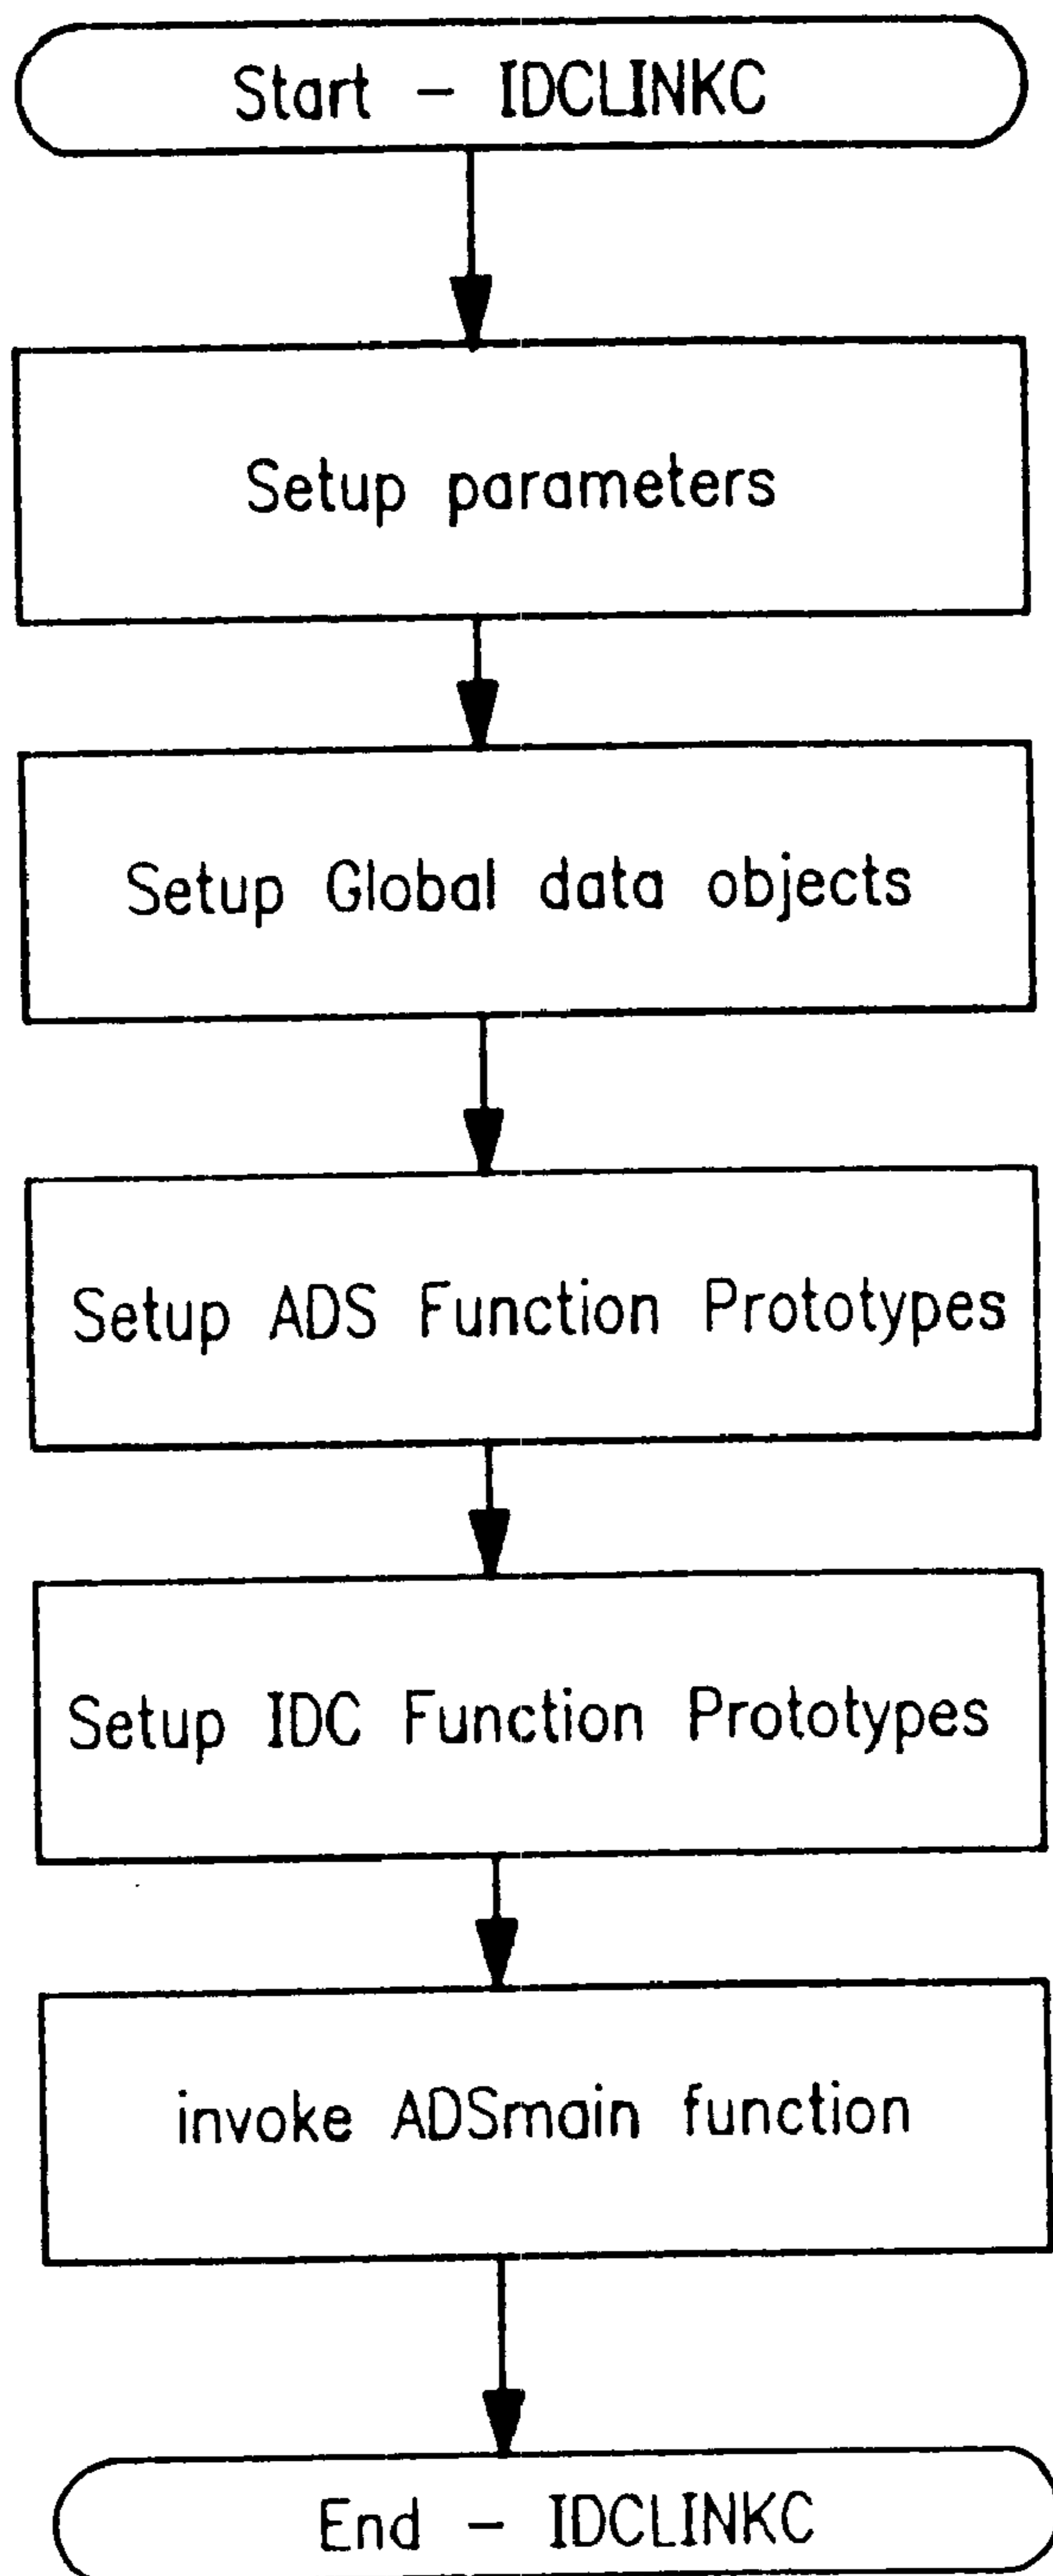 Start - IDCLINKC
Setup parameters
Setup Global data objects
Setup ADS Function Prototypes
Setup IDC Function Prototypes
invoke ADSmain function
End - IDCLINKC